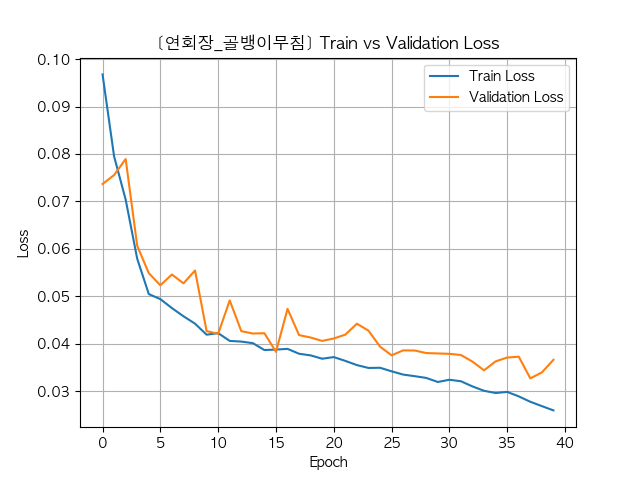 [연회장_골뱅이무침] Train vs Validation Loss
Train Loss
Validation Loss
Loss
0.10
0.09
0.08
0.07
0.06
0.05
0.04
0.03
0 5 10 15 20 25 30 35 40
Epoch